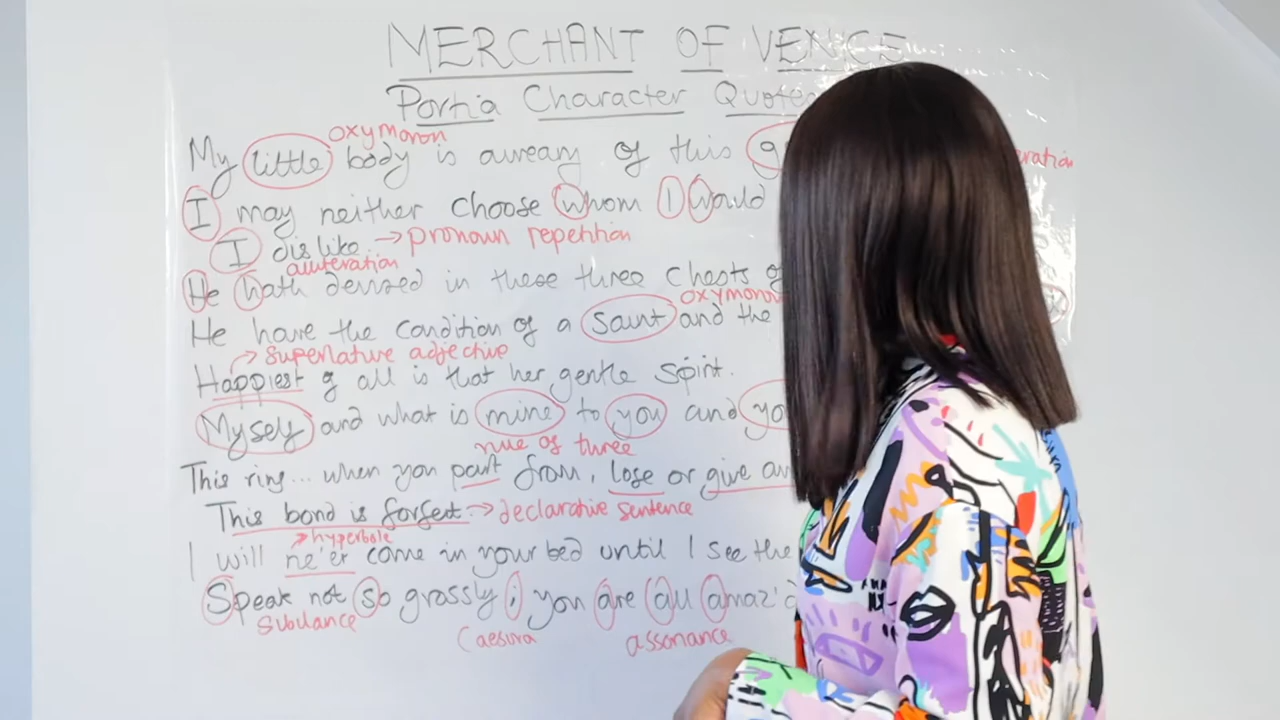 MERCHANT OF VENICE
Portia Character Quotes
oxymoron
My little body is aweary of this
I may neither choose whom I would
I dislike → pronoun repetition
alliteration
He hath devised in these three chests of
oxymoron
He have the condition of a saint and the
→ superlative adjective
Happiest of all is that her gentle spirit.
Myself and what is mine to you and
rule of three
This ring... when you part from, lose or give
This bond is forfeit → declarative sentence
→ hyperbole
I will ne'er come in your bed until I see the
Speak not so grossly; you are all amaz'd
sibilance
Caesura
assonance